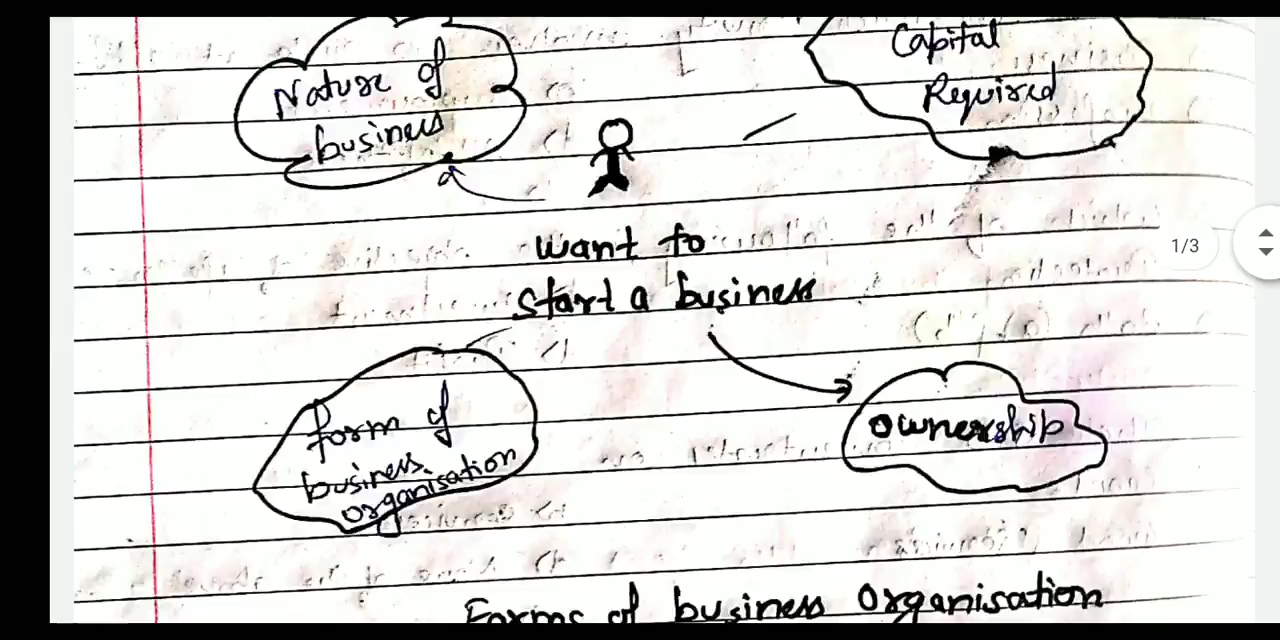 Nature of
business
Capital
Required
want to
start a business
form of
business
organisation
ownership
1/3
Forms of business Organisation